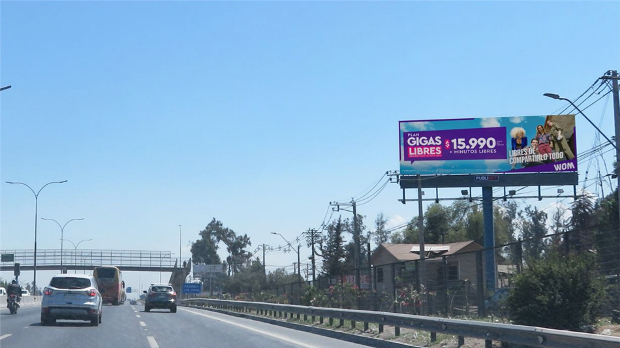 PLAN
GIGAS
LIBRES
$15.990
+ MINUTOS LIBRES
LIBRES DE
COMPARTIRLO TODO
WOM